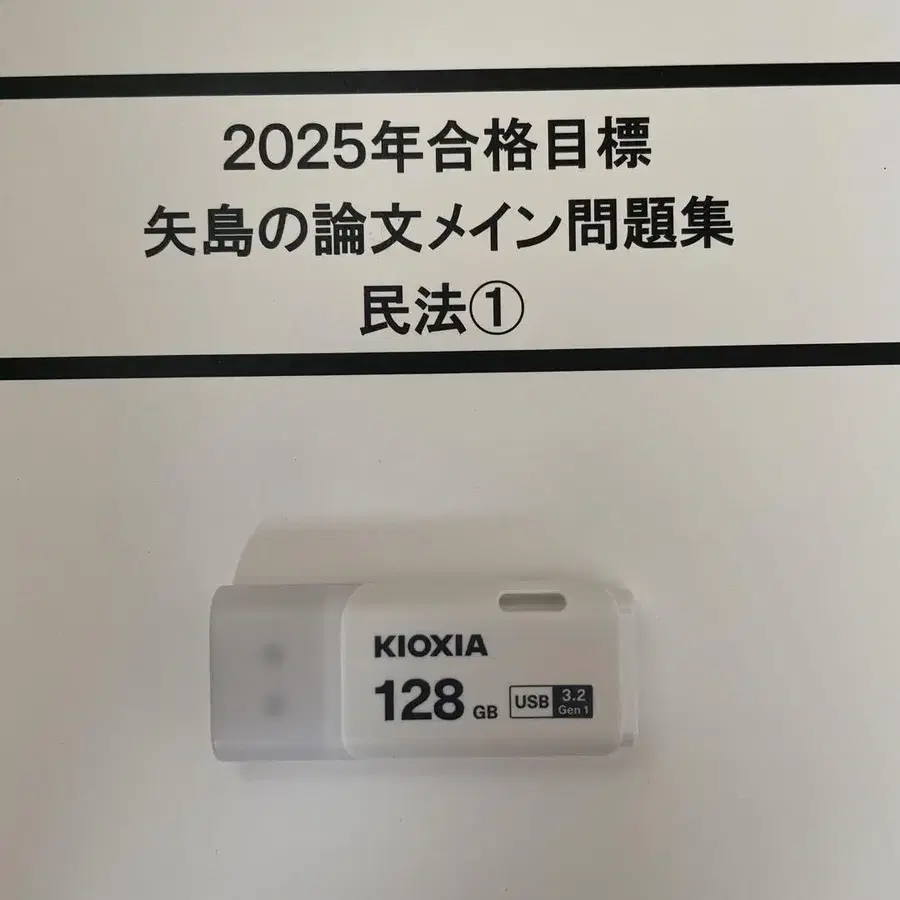 2025年合格目標
矢島の論文メイン問題集
民法①
KIOXIA
128 GB USB 3.2 Gen 1